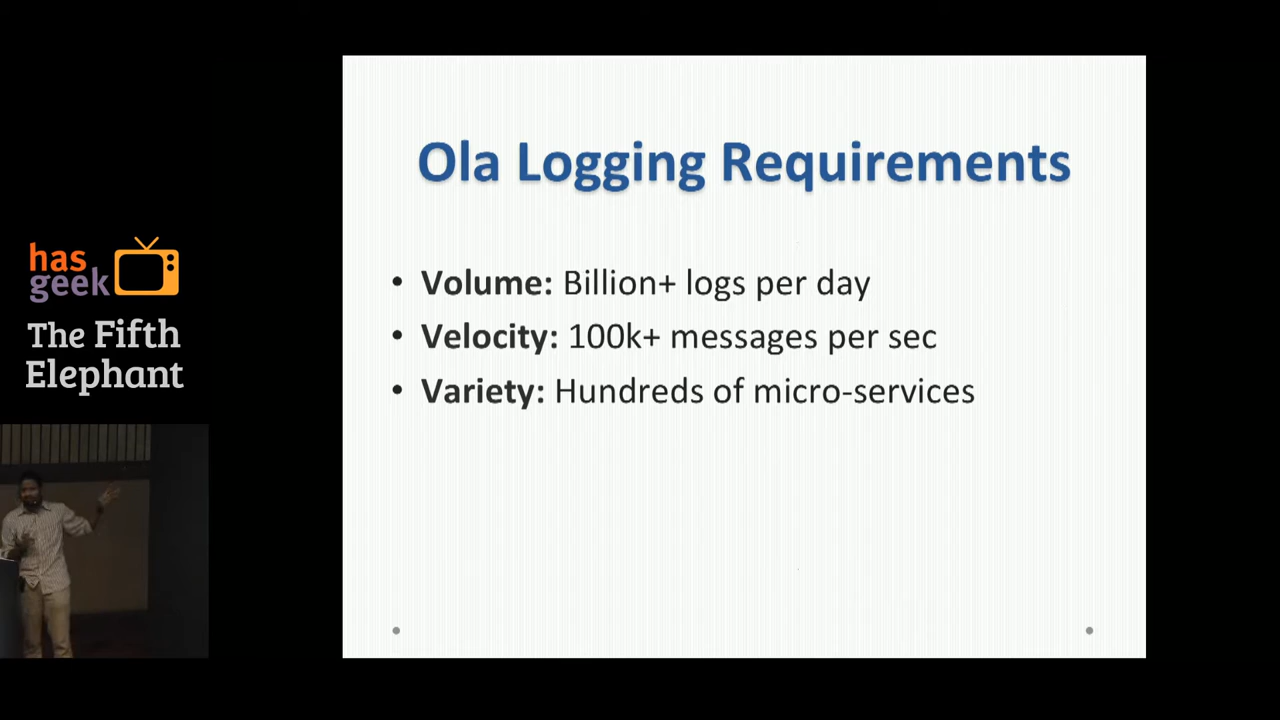 Ola Logging Requirements
• Volume: Billion+ logs per day
• Velocity: 100k+ messages per sec
• Variety: Hundreds of micro-services
has
geek
The Fifth
Elephant